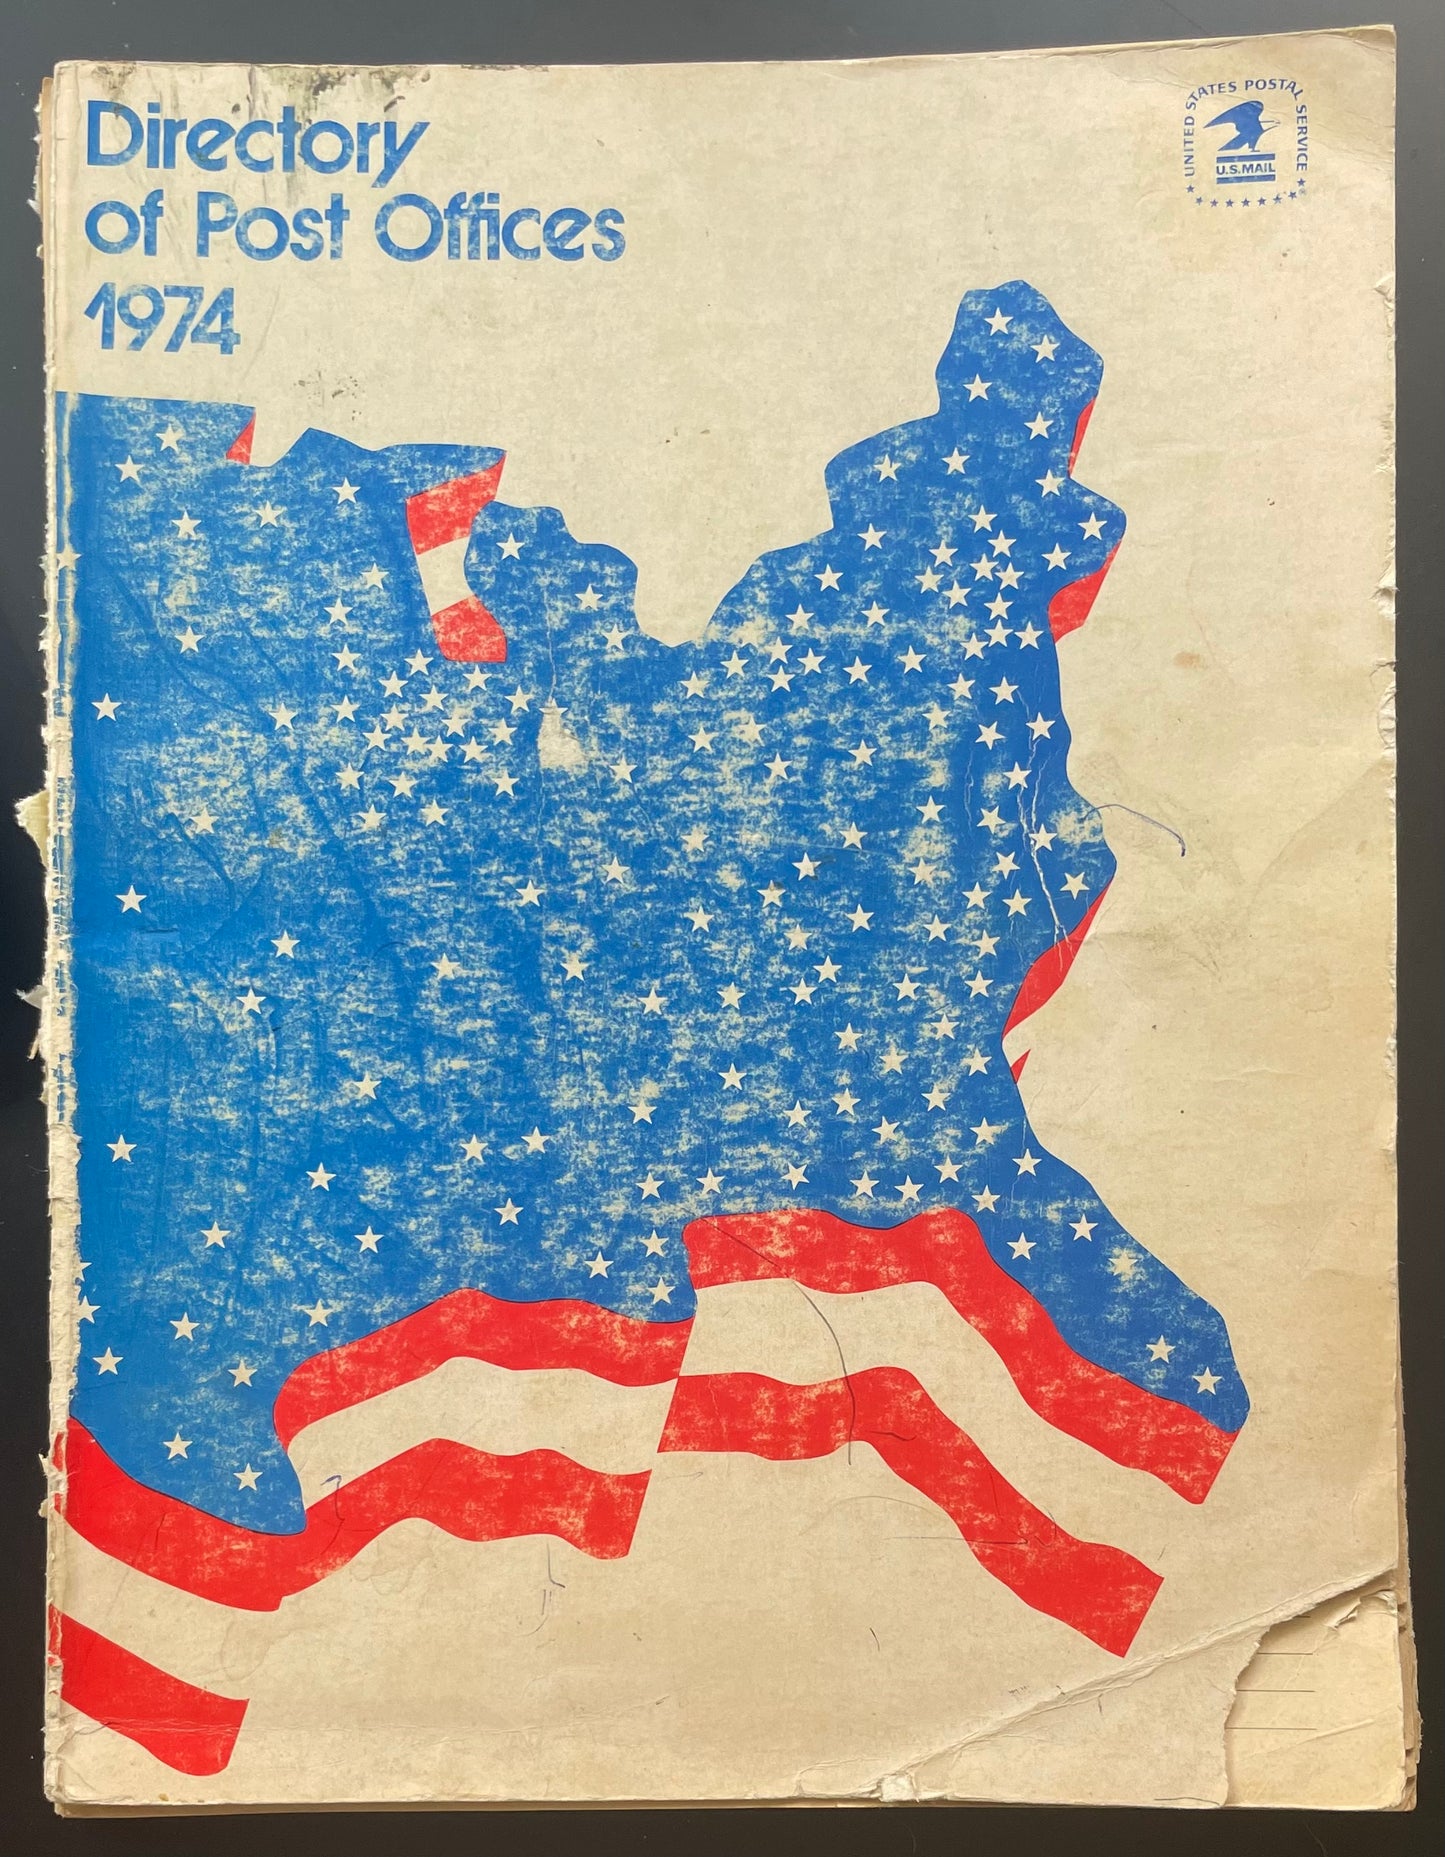 Directory
of Post Offices
1974
UNITED STATES POSTAL SERVICE
U.S.MAIL